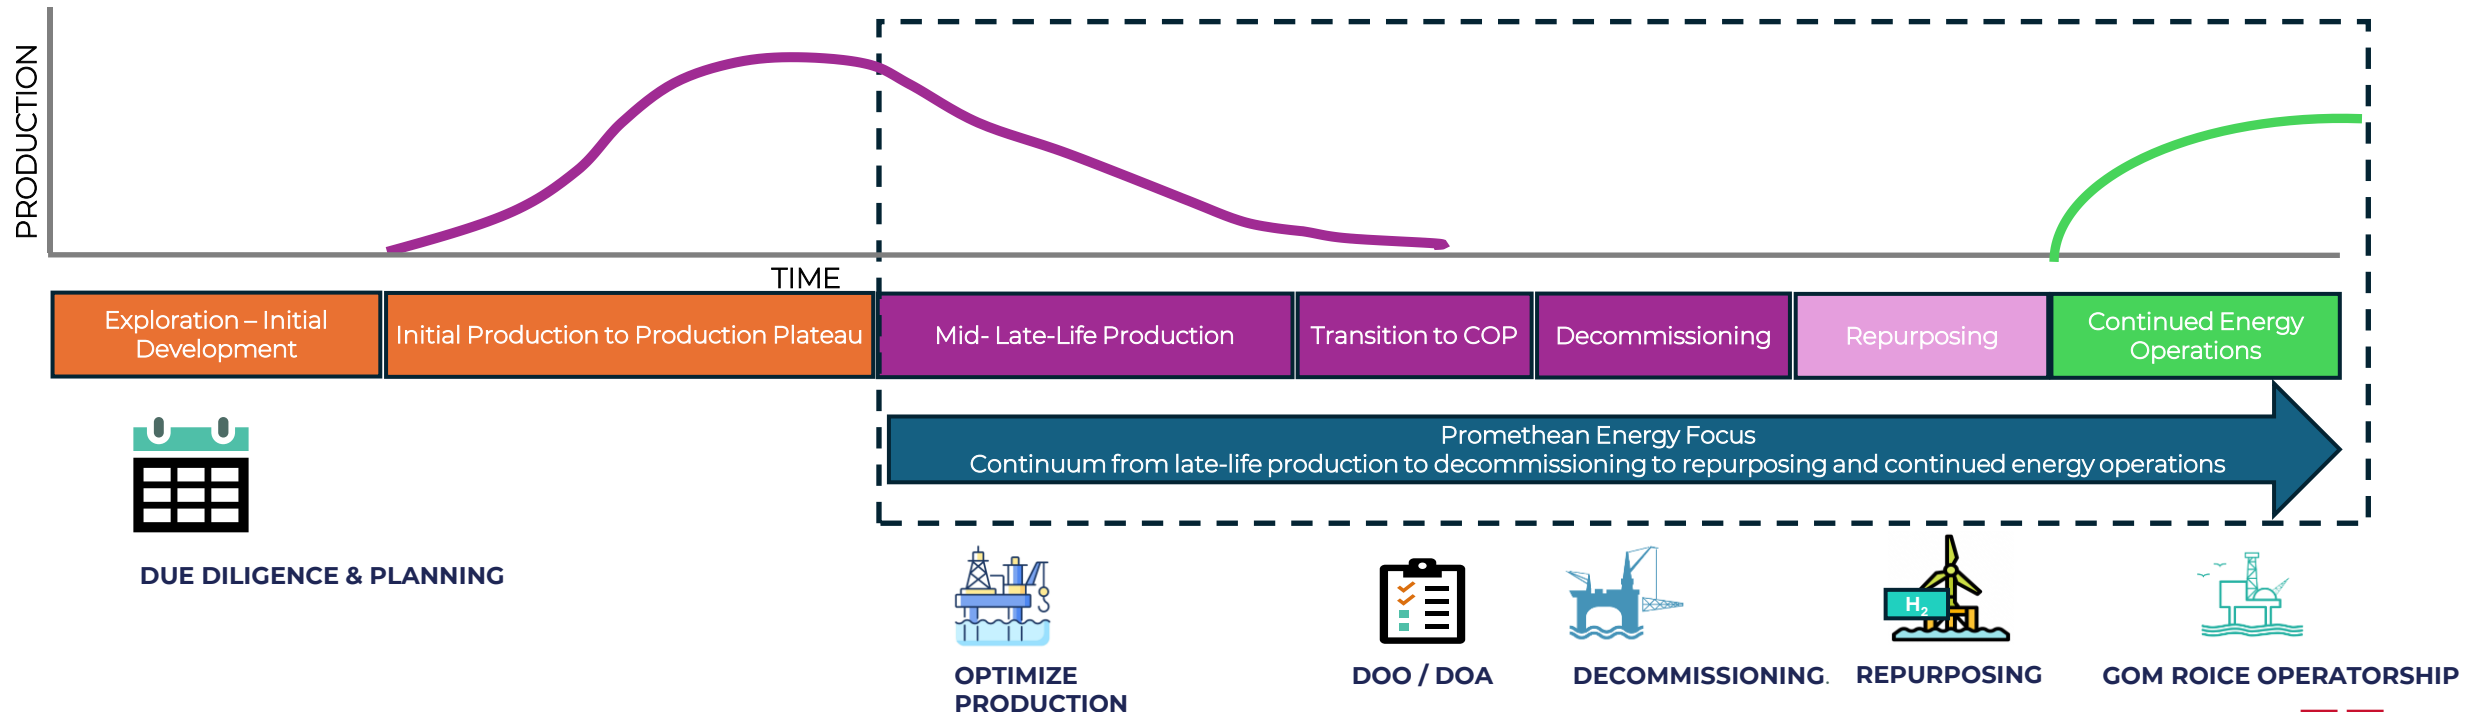 PRODUCTION
TIME
Exploration – Initial
Development
Initial Production to Production Plateau
Mid- Late-Life Production
Transition to COP
Decommissioning
Repurposing
Continued Energy
Operations
Promethean Energy Focus
Continuum from late-life production to decommissioning to repurposing and continued energy operations
DUE DILIGENCE & PLANNING
OPTIMIZE
PRODUCTION
DOO / DOA
DECOMMISSIONING.
H2
REPURPOSING
GOM ROICE OPERATORSHIP